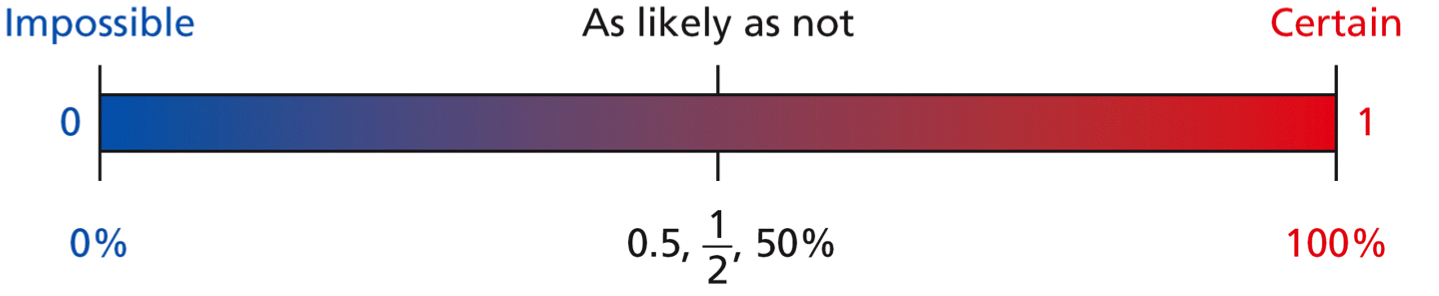 Impossible As likely as not Certain
0 1
0% 0.5, 1/2, 50% 100%